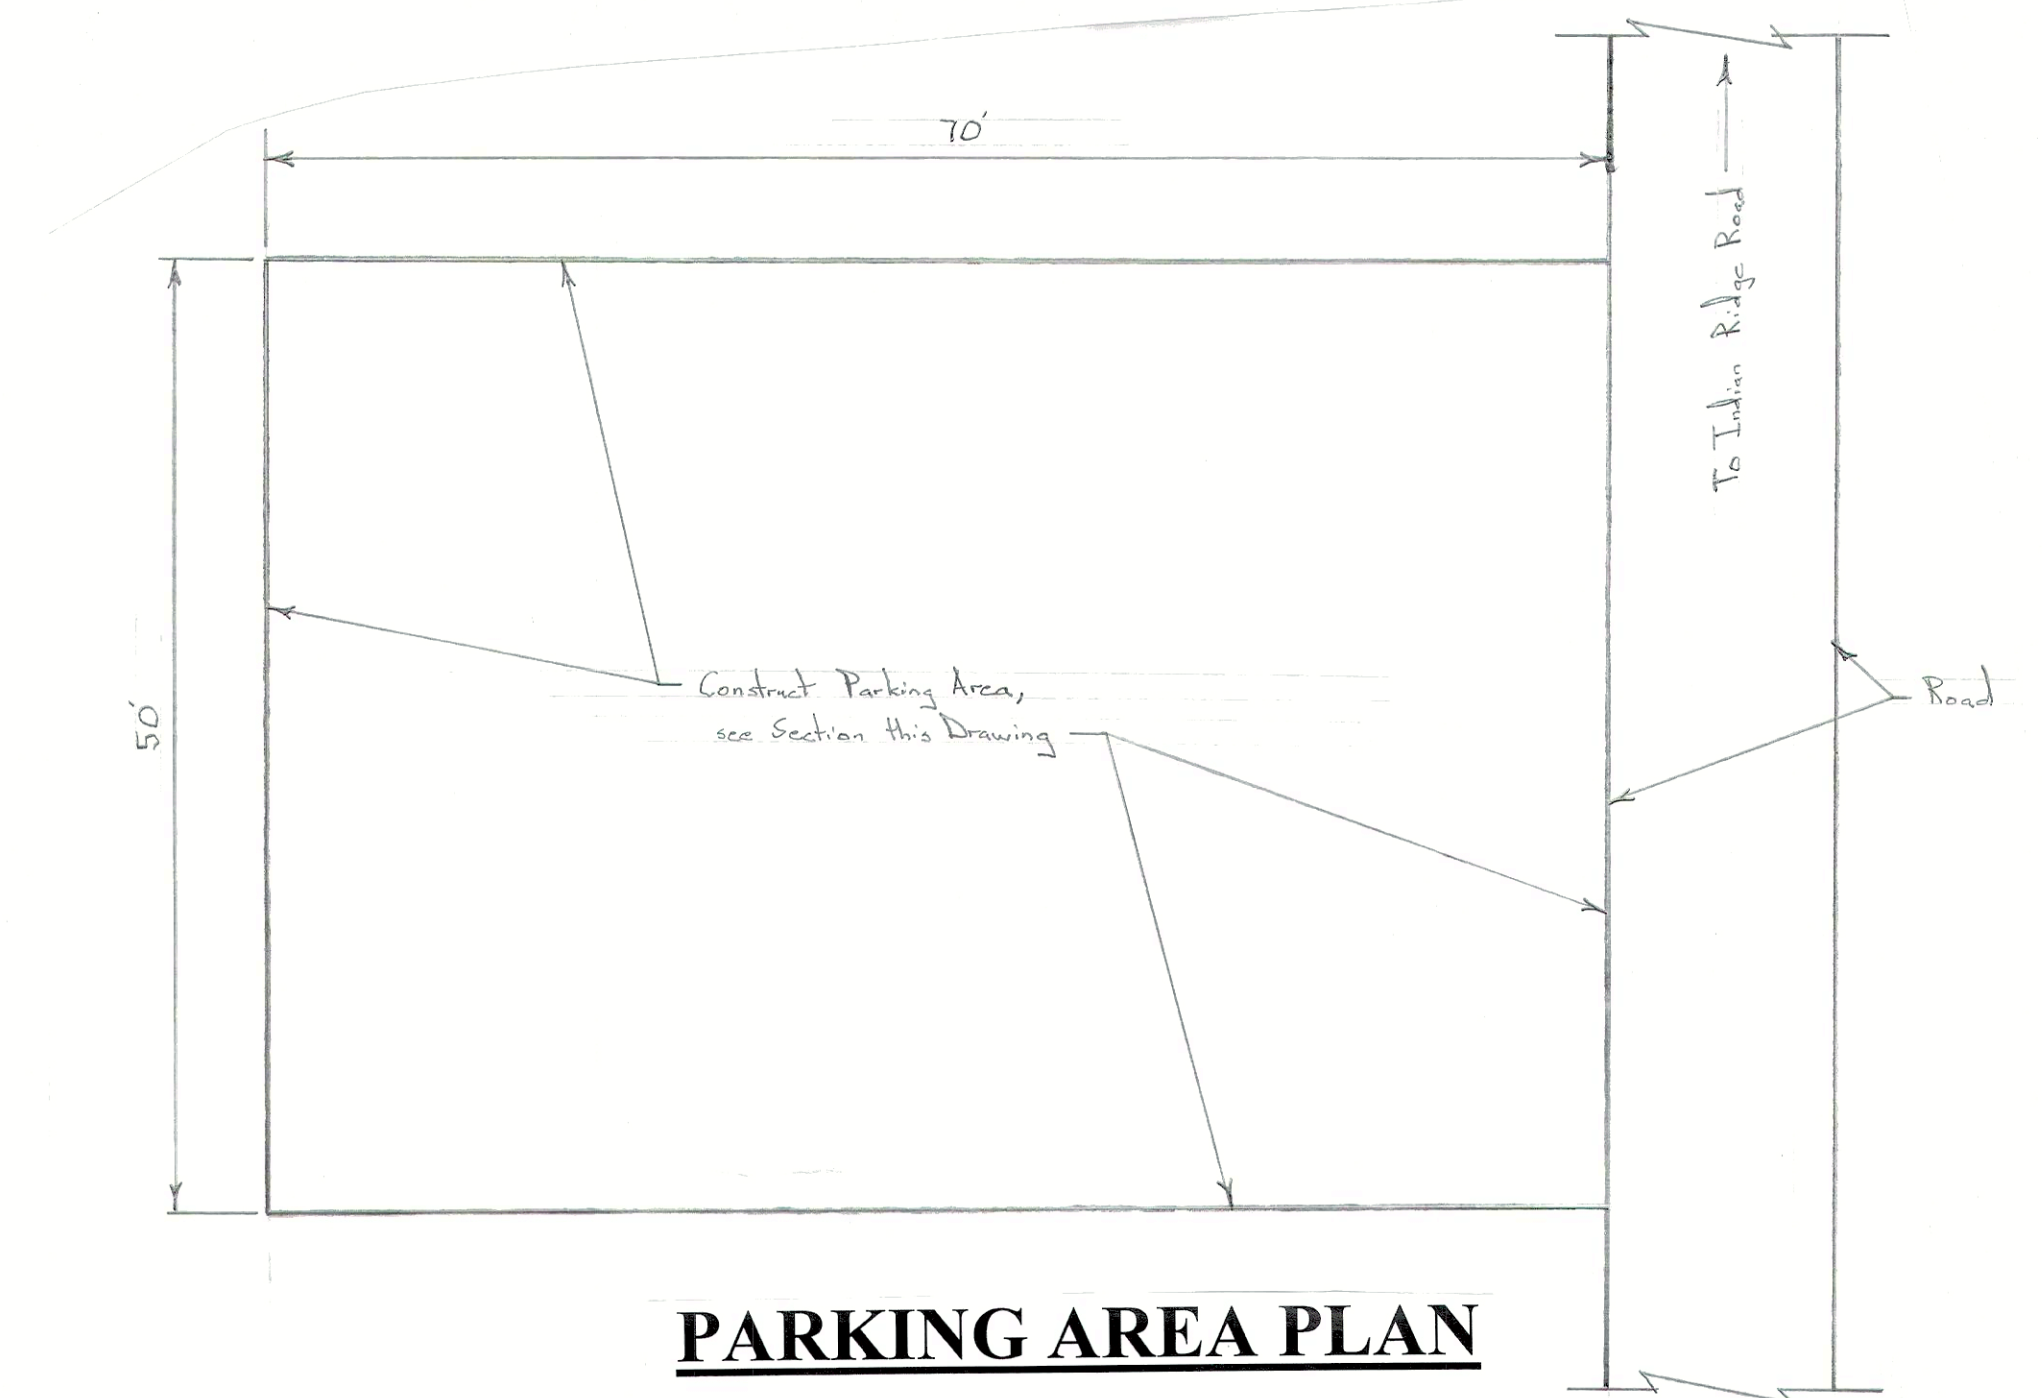 70'
To Indian Ridge Road
50'
Construct Parking Area,
see Section this Drawing
Road
PARKING AREA PLAN